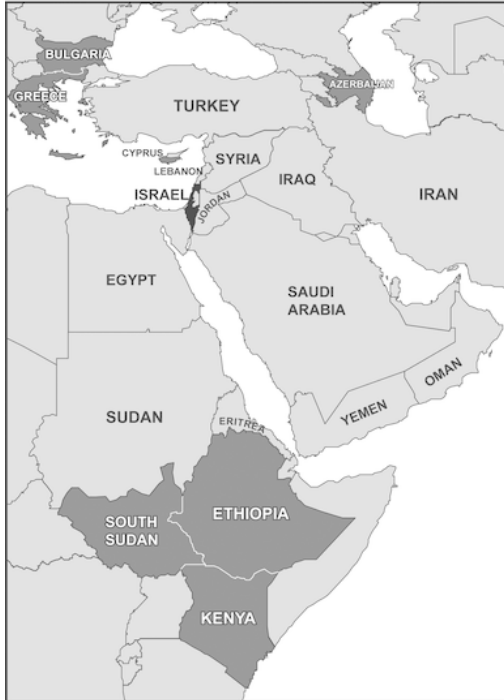 BULGARIA
GREECE
AZERBAIJAN
TURKEY
CYPRUS
SYRIA
LEBANON
ISRAEL
JORDAN
IRAQ
IRAN
EGYPT
SAUDI
ARABIA
OMAN
YEMEN
SUDAN
ERITREA
ETHIOPIA
SOUTH
SUDAN
KENYA